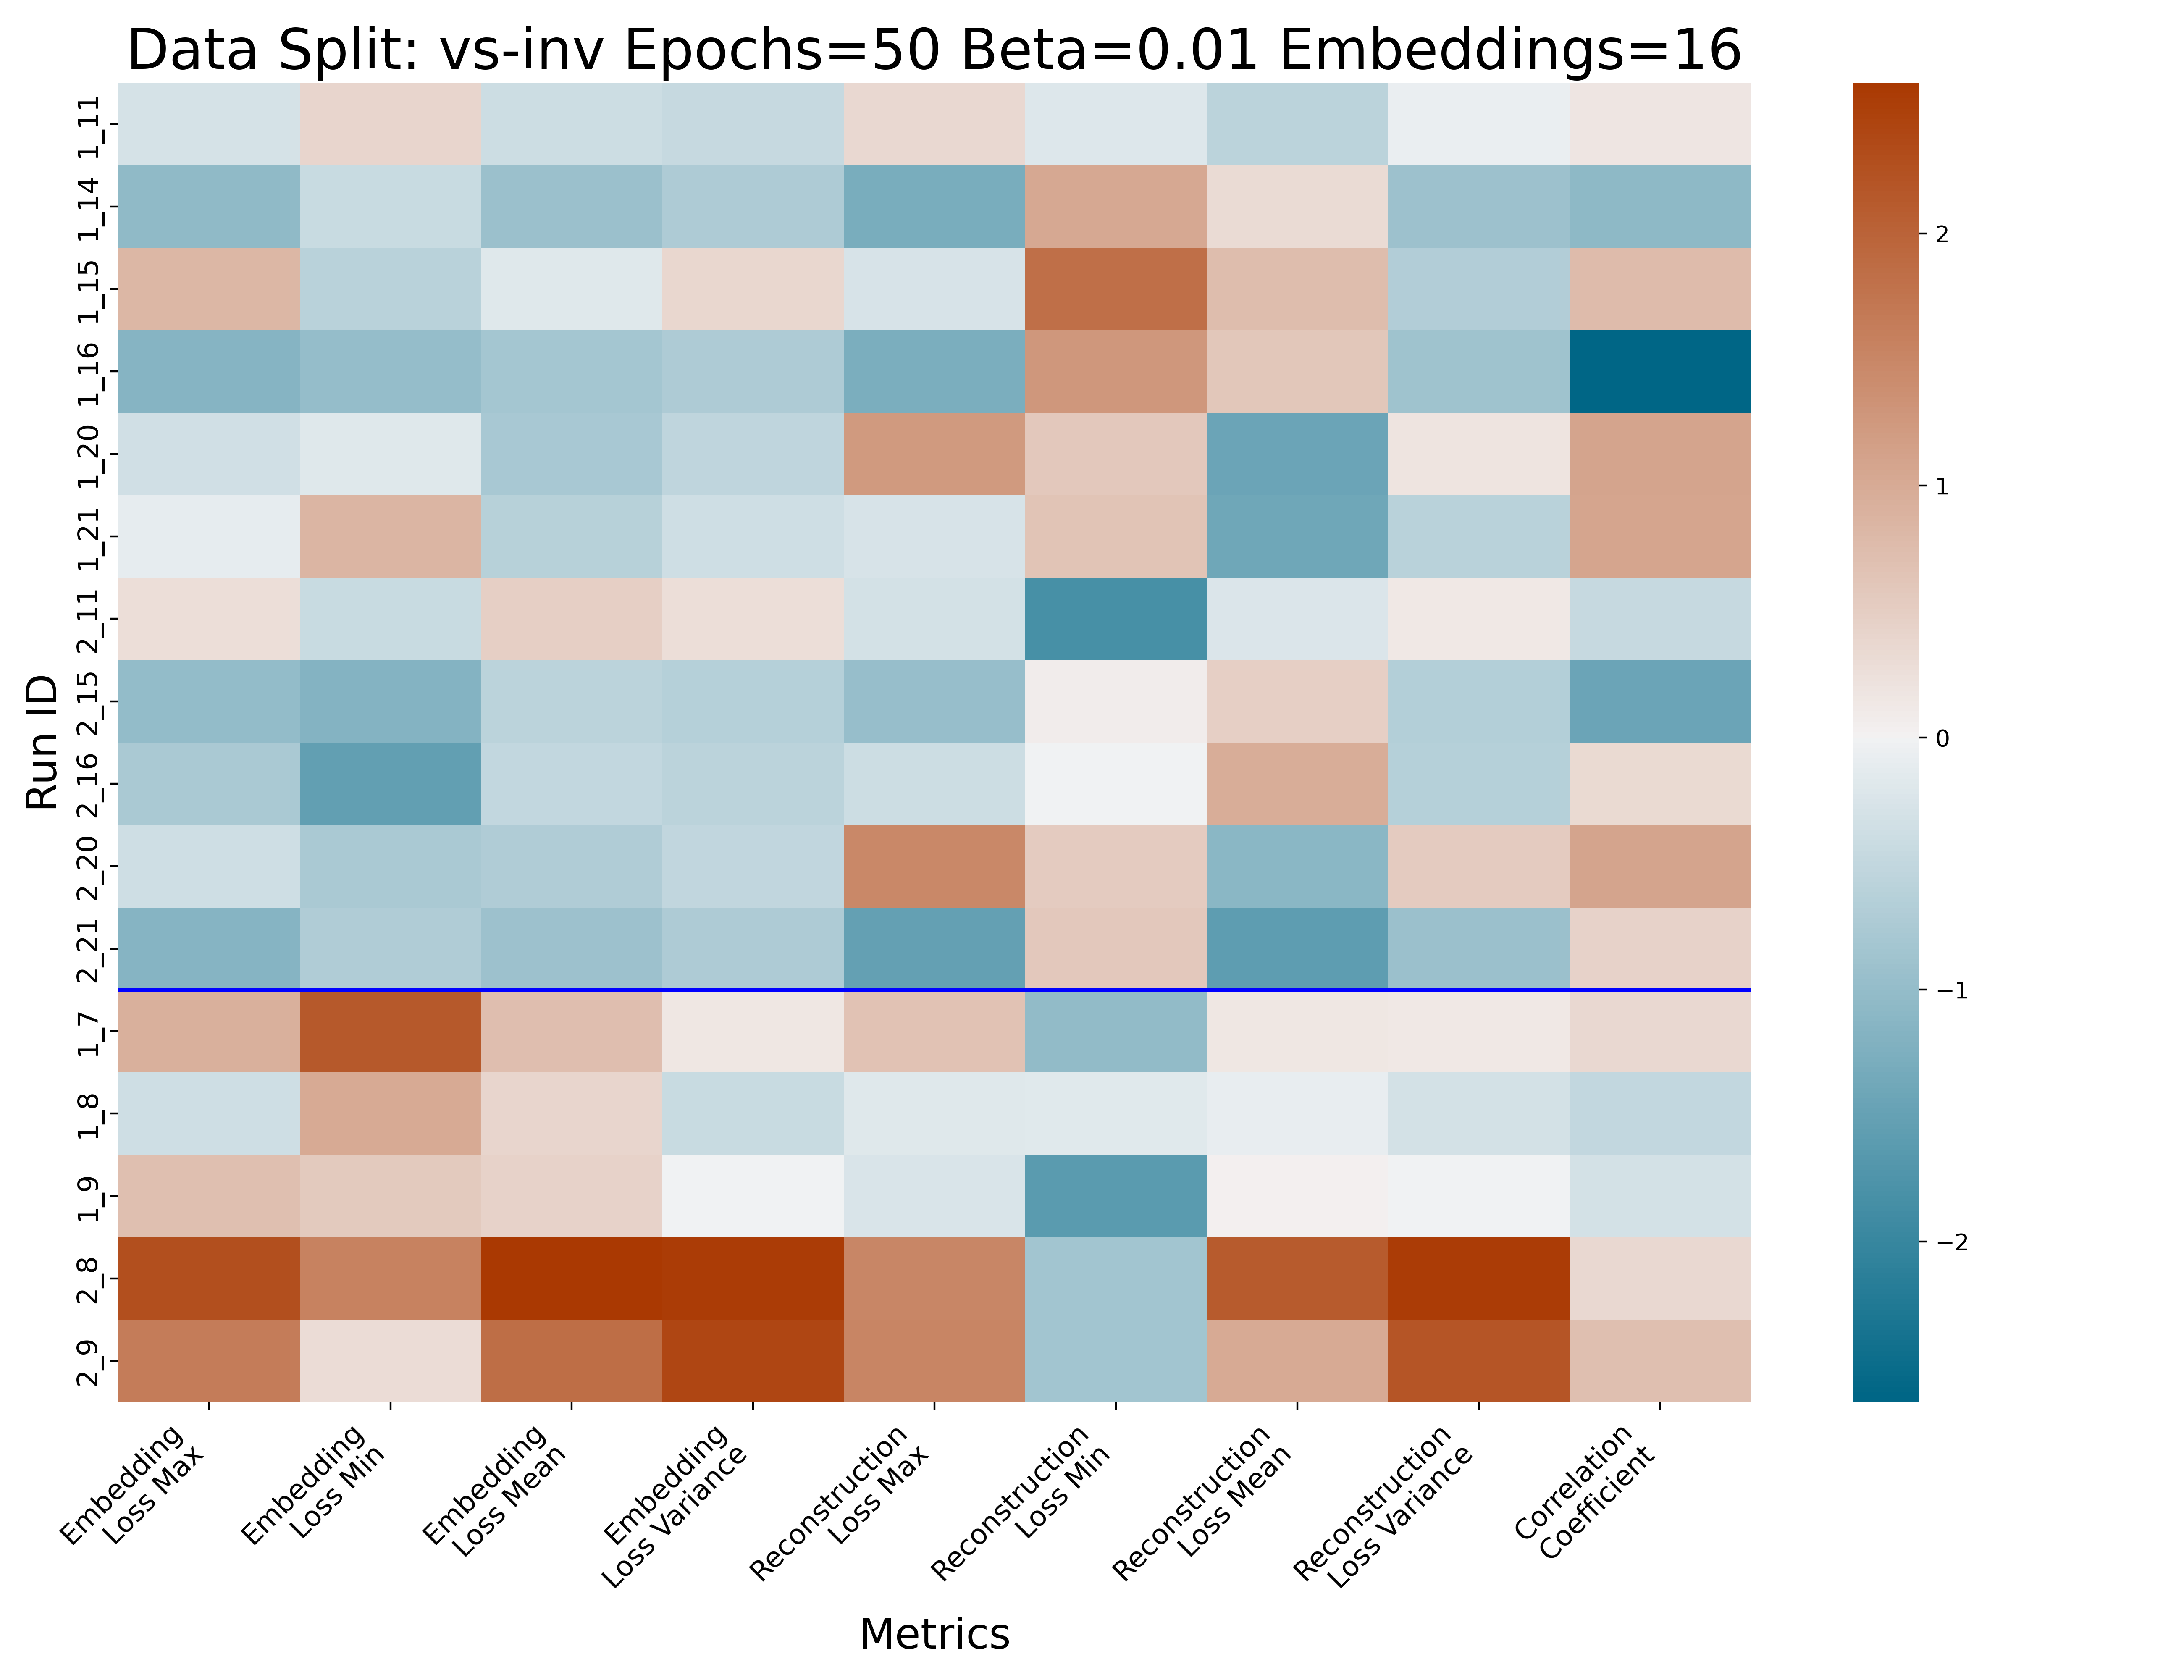 Data Split: vs-inv Epochs=50 Beta=0.01 Embeddings=16
Run ID
1_11
1_14
1_15
1_16
1_20
1_21
2_11
2_15
2_16
2_20
2_21
1_7
1_8
1_9
2_8
2_9
2
1
0
−1
−2
Embedding
Loss Max
Embedding
Loss Min
Embedding
Loss Mean
Embedding
Loss Variance
Reconstruction
Loss Max
Reconstruction
Loss Min
Reconstruction
Loss Mean
Reconstruction
Loss Variance
Correlation
Coefficient
Metrics